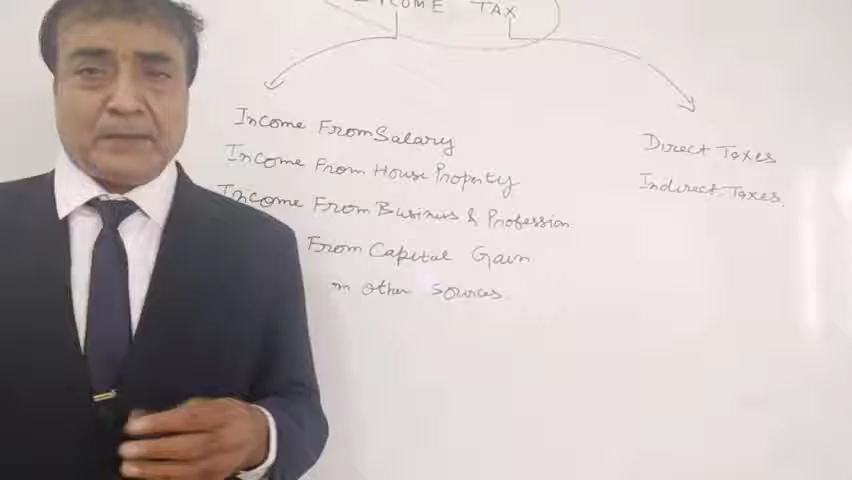 INCOME TAX
Income From Salary
Income From House Property
Income From Business & Profession
From Capital Gain
m other Sources
Direct Taxes
Indirect Taxes.